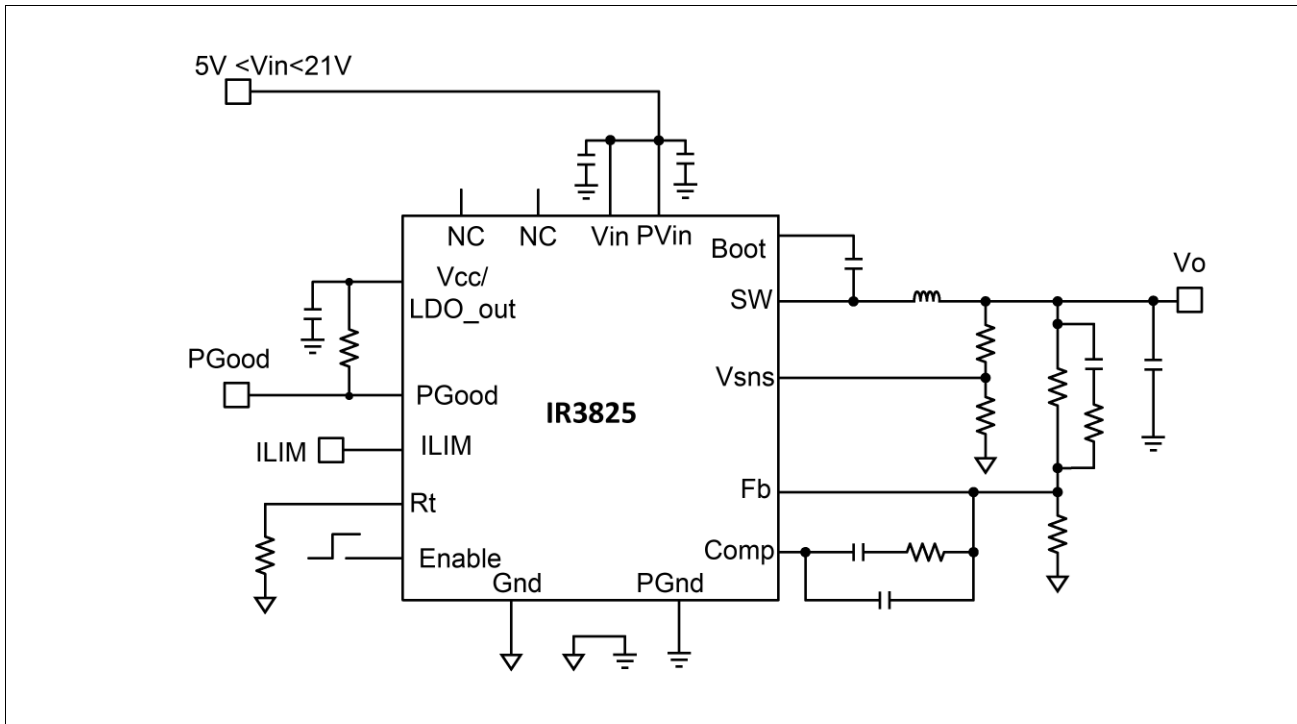 5V <Vin<21V
NC
NC
Vin
PVin
Boot
Vcc/
LDO_out
SW
Vo
PGood
PGood
Vsns
IR3825
ILIM
ILIM
Rt
Fb
Enable
Comp
Gnd
PGnd